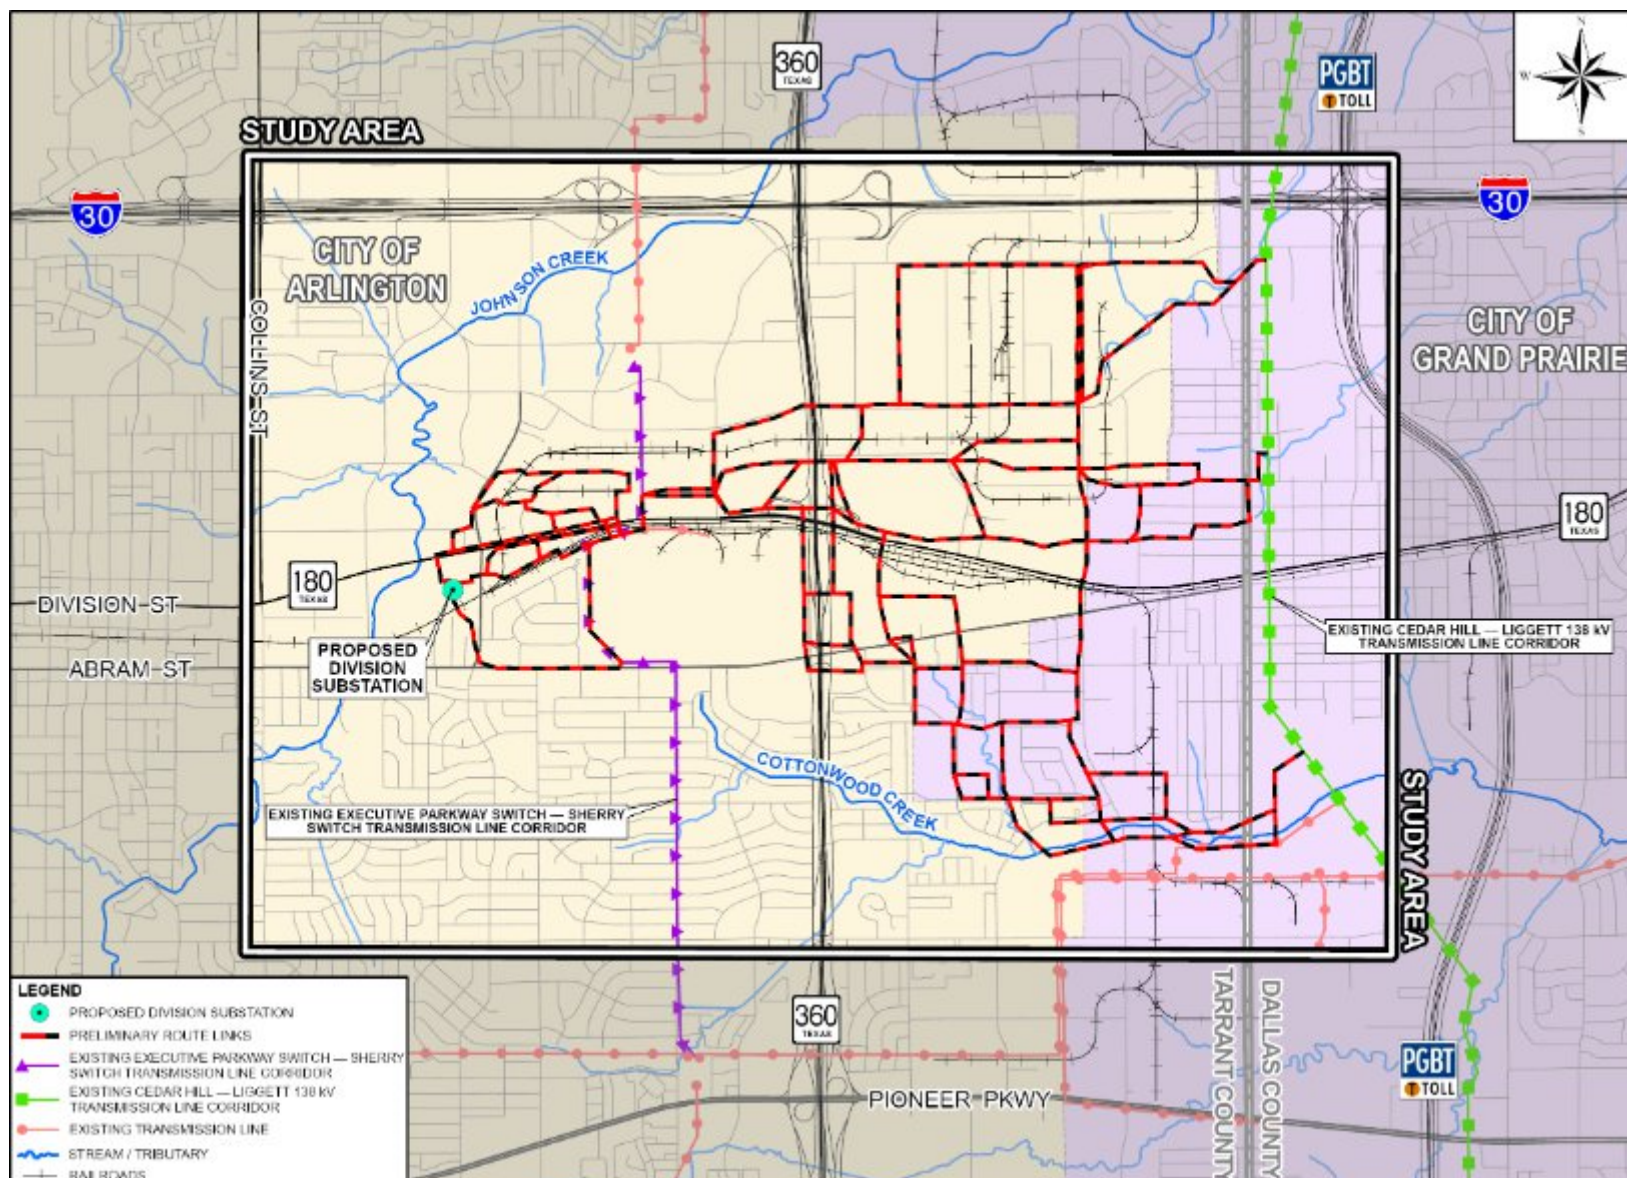 N
W
S
360
TEXAS
PGBT
T TOLL
STUDY AREA
30
30
CITY OF
ARLINGTON
JOHNSON CREEK
COLLINS ST
CITY OF
GRAND PRAIRIE
180
TEXAS
180
TEXAS
DIVISION ST
ABRAM ST
PROPOSED
DIVISION
SUBSTATION
EXISTING CEDAR HILL — LIGGETT 138 kV
TRANSMISSION LINE CORRIDOR
COTTONWOOD CREEK
EXISTING EXECUTIVE PARKWAY SWITCH — SHERRY
SWITCH TRANSMISSION LINE CORRIDOR
STUDY AREA
360
TEXAS
TARRANT COUNTY
DALLAS COUNTY
PGBT
T TOLL
PIONEER PKWY
LEGEND
PROPOSED DIVISION SUBSTATION
PRELIMINARY ROUTE LINKS
EXISTING EXECUTIVE PARKWAY SWITCH — SHERRY
SWITCH TRANSMISSION LINE CORRIDOR
EXISTING CEDAR HILL — LIGGETT 138 kV
TRANSMISSION LINE CORRIDOR
EXISTING TRANSMISSION LINE
STREAM / TRIBUTARY
RAILROADS